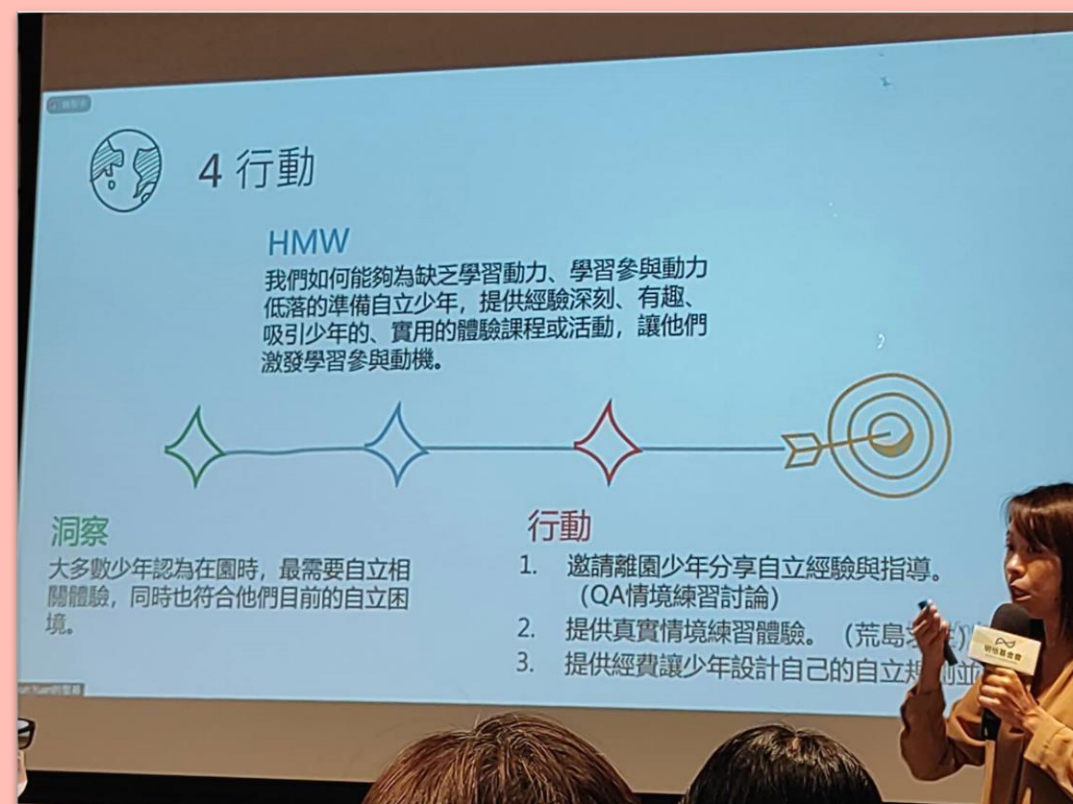 4 行動
HMW
我們如何能夠為缺乏學習動力、學習參與動力
低落的準備自立少年，提供經驗深刻、有趣、
吸引少年的、實用的體驗課程或活動，讓他們
激發學習參與動機。
洞察
大多數少年認為在園時，最需要自立相
關體驗，同時也符合他們目前的自立困
境。
行動
1. 邀請離園少年分享自立經驗與指導。
（QA情境練習討論）
2. 提供真實情境練習體驗。（荒島
3. 提供經費讓少年設計自己的自立規劃並
基金會